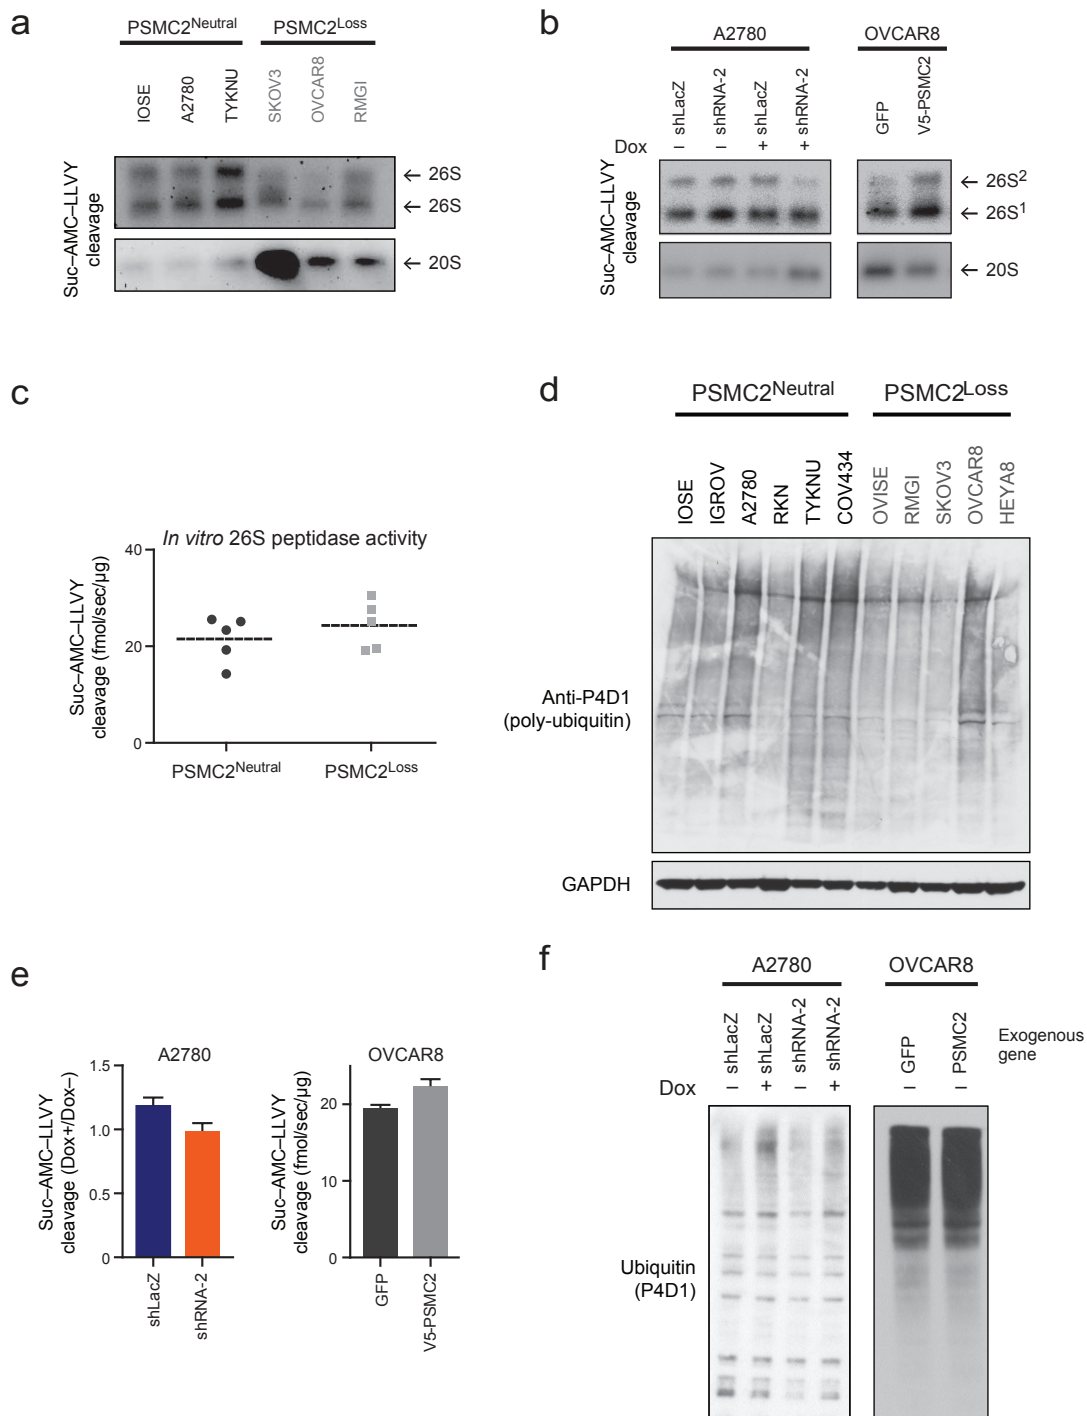 a
PSMC2Neutral
PSMC2Loss
IOSE
A2780
TYKNU
SKOV3
OVCAR8
RMGI
Suc–AMC–LLVY
cleavage
← 26S
← 26S
← 20S
b
A2780
OVCAR8
shLacZ
shRNA-2
shLacZ
shRNA-2
GFP
V5-PSMC2
Dox – – + +
Suc–AMC–LLVY
cleavage
← 26S2
← 26S1
← 20S
c
In vitro 26S peptidase activity
Suc–AMC–LLVY
cleavage (fmol/sec/µg)
40
20
0
PSMC2Neutral
PSMC2Loss
d
PSMC2Neutral
PSMC2Loss
IOSE
IGROV
A2780
RKN
TYKNU
COV434
OVISE
RMGI
SKOV3
OVCAR8
HEYA8
Anti-P4D1
(poly-ubiquitin)
GAPDH
e
A2780
Suc–AMC–LLVY
cleavage (Dox+/Dox–)
1.5
1.0
0.5
0
shLacZ
shRNA-2
OVCAR8
Suc–AMC–LLVY
cleavage (fmol/sec/µg)
20
10
0
GFP
V5-PSMC2
f
A2780
OVCAR8
shLacZ
shLacZ
shRNA-2
shRNA-2
GFP
PSMC2
Exogenous
gene
Dox – + – + – –
Ubiquitin
(P4D1)